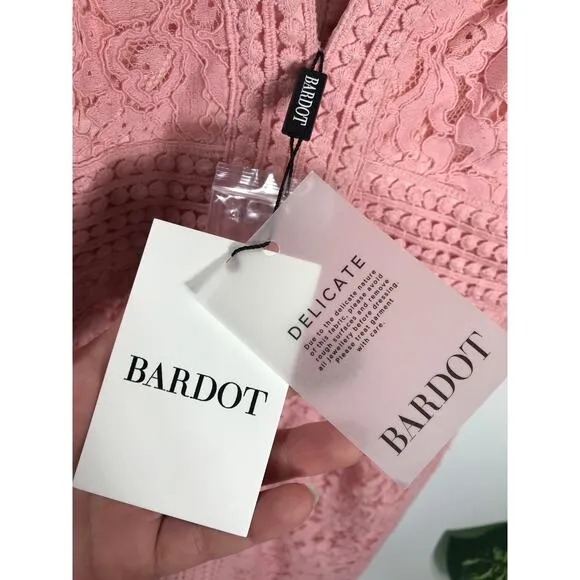 BARDOT
BARDOT
DELICATE
Due to the delicate nature
of this fabric, please avoid
rough surfaces and remove
all jewellery before dressing.
Please treat garment
with care.
BARDOT